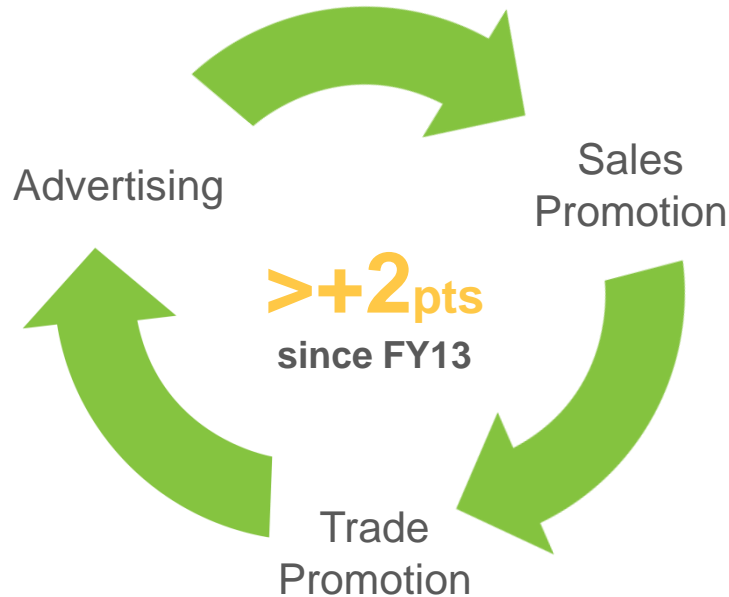 Advertising
Sales
Promotion
>+2pts
since FY13
Trade
Promotion